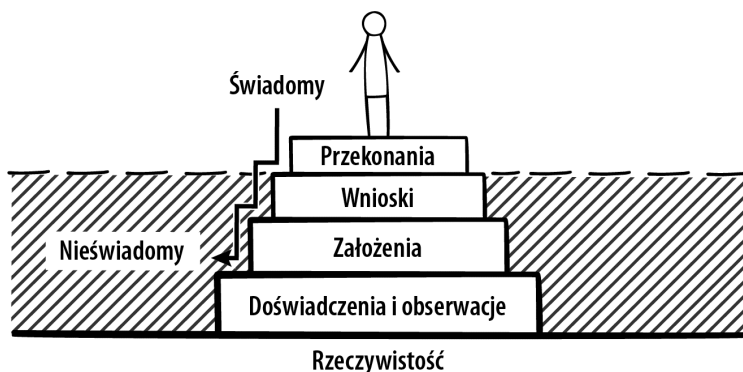 Świadomy
Przekonania
Wnioski
Nieświadomy
Założenia
Doświadczenia i obserwacje
Rzeczywistość